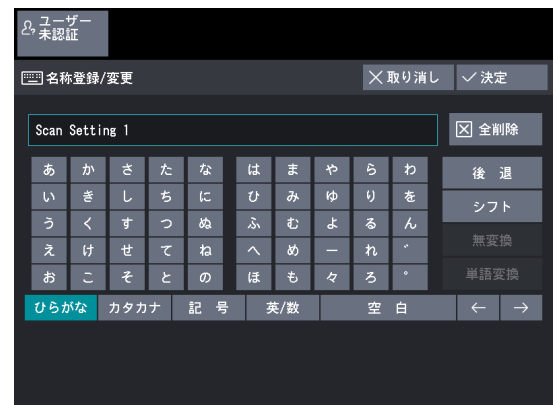 ユーザー
未認証
名称登録/変更 取り消し 決定
Scan Setting 1 全削除
あ か さ た な は ま や ら わ 後 退
い き し ち に ひ み ゆ り を シフト
う く す つ ぬ ふ む よ る ん
え け せ て ね へ め ー れ ゛ 無変換
お こ そ と の ほ も 々 ろ ゜ 単語変換
ひらがな カタカナ 記 号 英/数 空 白 ← →